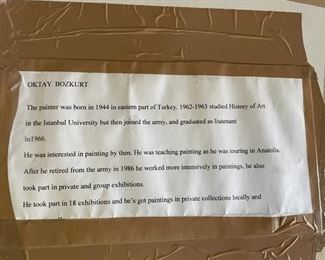 OKTAY BOZKURT
The painter was born in 1944 in eastern part of Turkey. 1962-1963 studied History of Art
in the Istanbul University but then joined the army, and graduated as liutenant
in1966.
He was interested in painting by then. He was teaching painting as he was touring in Anatolia.
After he retired from the army in 1986 he worked more intensively in paintings, he also
took part in private and group exhibitions.
He took part in 18 exhibitions and he's got paintings in private collections locally and